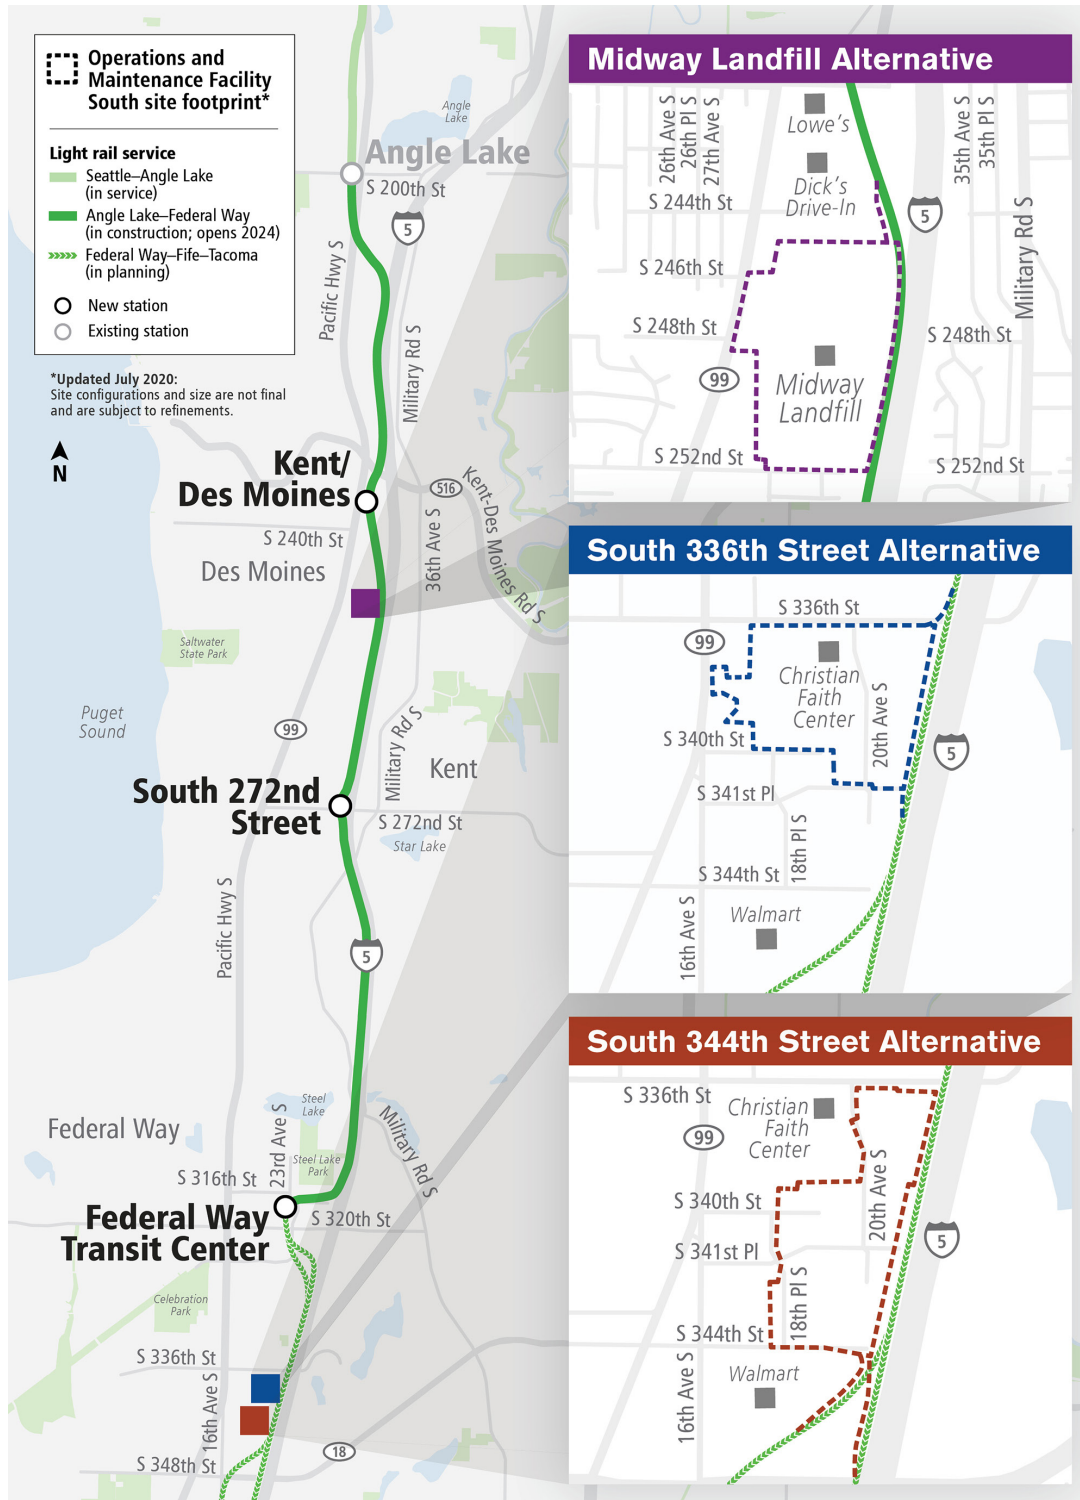 Operations and
Maintenance Facility
South site footprint*
Light rail service
Seattle–Angle Lake
(in service)
Angle Lake–Federal Way
(in construction; opens 2024)
Federal Way–Fife–Tacoma
(in planning)
New station
Existing station
*Updated July 2020:
Site configurations and size are not final
and are subject to refinements.
N
Angle
Lake
Angle Lake
S 200th St
5
Pacific Hwy S
Military Rd S
Kent/
Des Moines
516
Kent-Des Moines Rd S
S 240th St
36th Ave S
Des Moines
Saltwater
State Park
Puget
Sound
99
Military Rd S
Kent
South 272nd
Street
S 272nd St
Star Lake
Pacific Hwy S
5
Steel
Lake
23rd Ave S
Military Rd S
Federal Way
Steel Lake
Park
S 316th St
Federal Way
Transit Center
S 320th St
Celebration
Park
S 336th St
16th Ave S
18
S 348th St
Midway Landfill Alternative
26th Ave S
26th Pl S
27th Ave S
Lowe's
Dick's
Drive-In
35th Ave S
35th Pl S
S 244th St
5
Military Rd S
S 246th St
S 248th St
S 248th St
99
Midway
Landfill
S 252nd St
S 252nd St
South 336th Street Alternative
S 336th St
99
Christian
Faith
Center
20th Ave S
S 340th St
5
S 341st Pl
18th Pl S
S 344th St
16th Ave S
Walmart
South 344th Street Alternative
S 336th St
Christian
Faith
Center
99
20th Ave S
S 340th St
5
S 341st Pl
18th Pl S
S 344th St
16th Ave S
Walmart